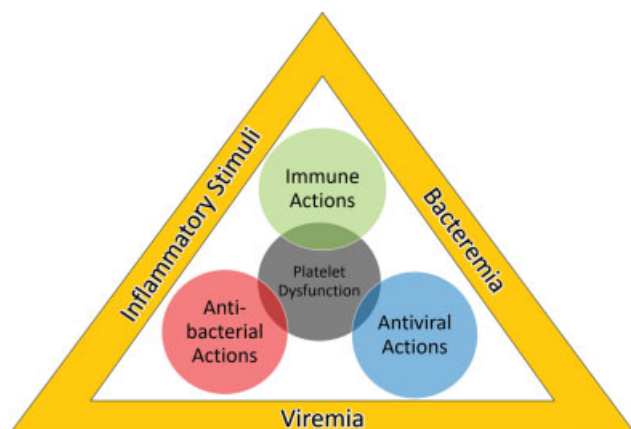 Inflammatory Stimuli
Bacteremia
Immune
Actions
Platelet
Dysfunction
Anti-
bacterial
Actions
Antiviral
Actions
Viremia